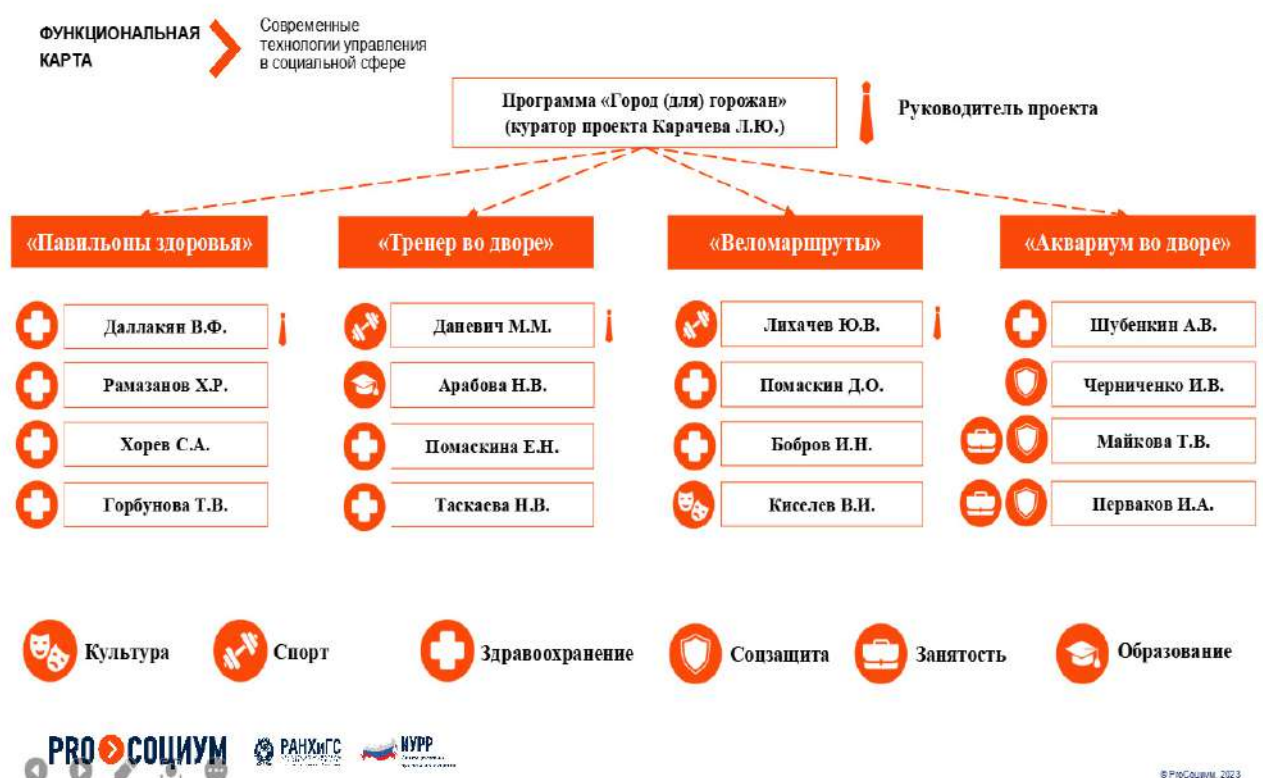 ФУНКЦИОНАЛЬНАЯ
КАРТА
Современные
технологии управления
в социальной сфере
Программа «Город (для) горожан»
(куратор проекта Карачева Л.Ю.)
Руководитель проекта
«Павильоны здоровья»
«Тренер во дворе»
«Веломаршруты»
«Аквариум во дворе»
Даллакян В.Ф.
Даневич М.М.
Лихачев Ю.В.
Шубенкин А.В.
Рамазанов Х.Р.
Арабова Н.В.
Помаскин Д.О.
Черниченко И.В.
Хорев С.А.
Помаскина Е.Н.
Бобров И.Н.
Майкова Т.В.
Горбунова Т.В.
Таскаева Н.В.
Киселев В.И.
Перваков И.А.
Культура
Спорт
Здравоохранение
Соцзащита
Занятость
Образование
PRO СОЦИУМ
РАНХиГС
ИУРР
© ProСоциум, 2023